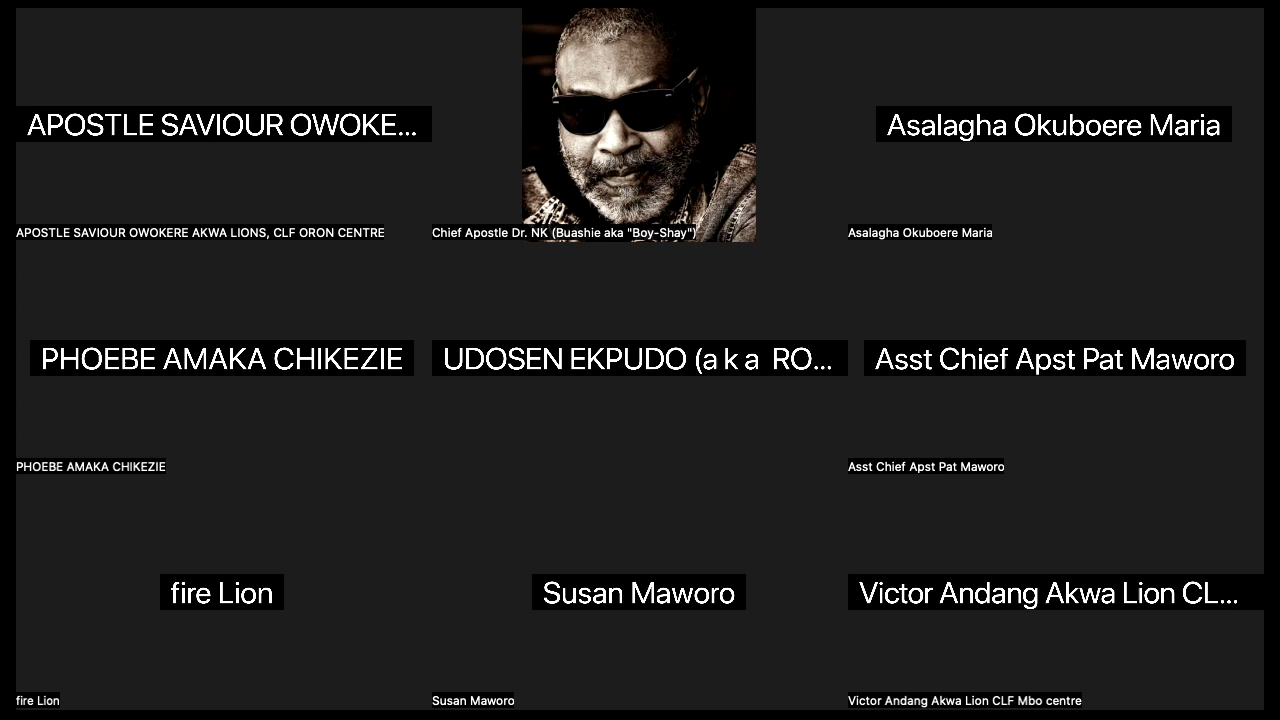 APOSTLE SAVIOUR OWOKE...
Asalagha Okuboere Maria
APOSTLE SAVIOUR OWOKERE AKWA LIONS, CLF ORON CENTRE
Chief Apostle Dr. NK (Buashie aka "Boy-Shay")
Asalagha Okuboere Maria
PHOEBE AMAKA CHIKEZIE
UDOSEN EKPUDO (a k a RO...
Asst Chief Apst Pat Maworo
PHOEBE AMAKA CHIKEZIE
Asst Chief Apst Pat Maworo
fire Lion
Susan Maworo
Victor Andang Akwa Lion CL...
fire Lion
Susan Maworo
Victor Andang Akwa Lion CLF Mbo centre